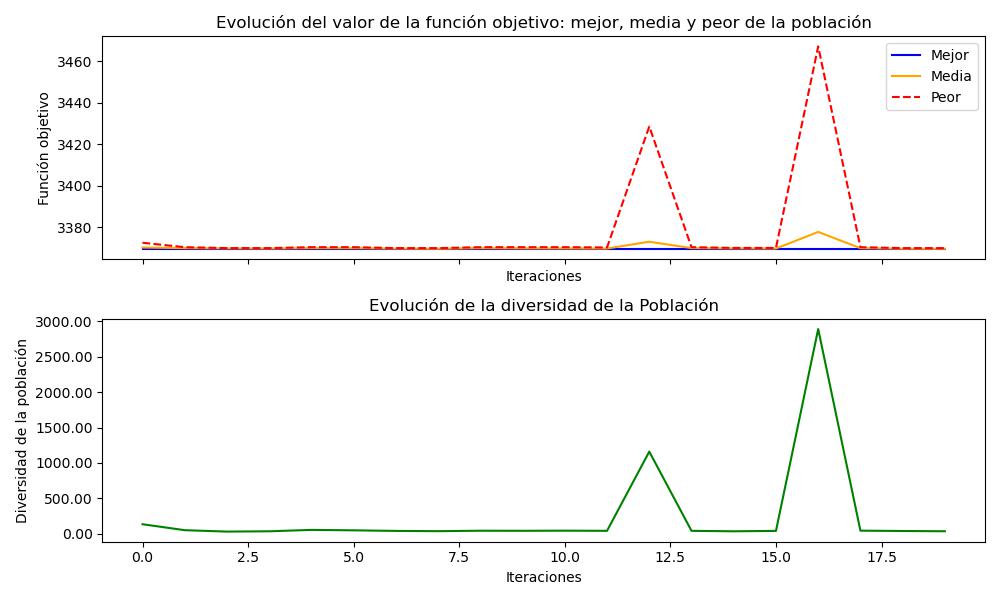 Evolución del valor de la función objetivo: mejor, media y peor de la población
Función objetivo
3460
3440
3420
3400
3380
Mejor
Media
Peor
Iteraciones
Evolución de la diversidad de la Población
Diversidad de la población
3000.00
2500.00
2000.00
1500.00
1000.00
500.00
0.00
0.0 2.5 5.0 7.5 10.0 12.5 15.0 17.5
Iteraciones